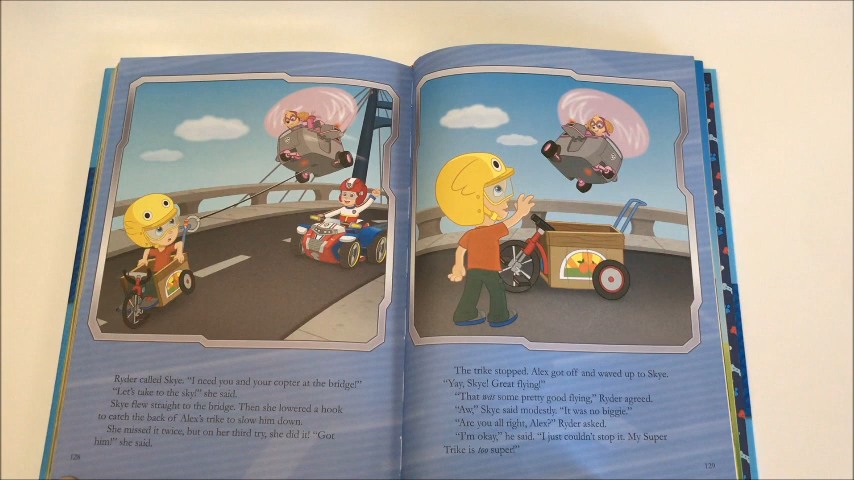 Ryder called Skye. "I need you and your copter at the bridge!"
"Let's take to the sky!" she said.
Skye flew straight to the bridge. Then she lowered a hook
to catch the back of Alex's trike to slow him down.
She missed it twice, but on her third try, she did it! "Got
him!" she said.
128
The trike stopped. Alex got off and waved up to Skye.
"Yay, Skye! Great flying!"
"That was some pretty good flying," Ryder agreed.
"Aw," Skye said modestly. "It was no biggie."
"Are you all right, Alex?" Ryder asked.
"I'm okay," he said. "I just couldn't stop it. My Super
Trike is too super!"
129